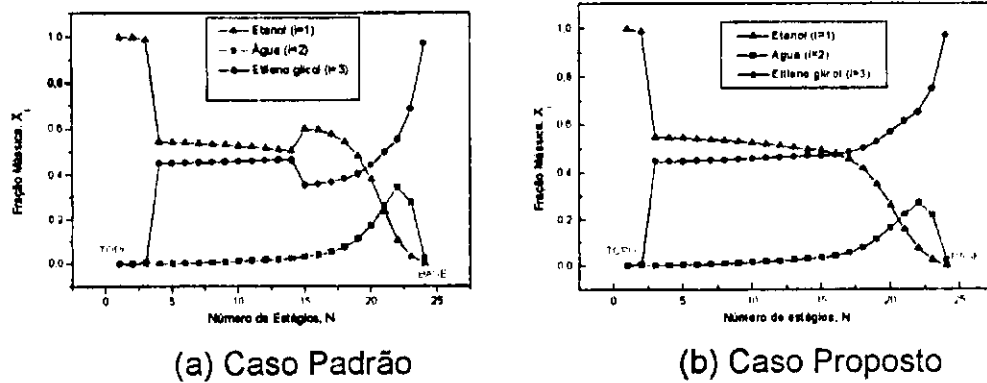 Etanol (i=1)
Água (i=2)
Etileno glicol (i=3)
Fração Mássica, X i
1.0
0.8
0.6
0.4
0.2
0.0
TOPO
BASE
0 5 10 15 20 25
Número de Estágios, N
(a) Caso Padrão
Etanol (i=1)
Água (i=2)
Etileno glicol (i=3)
Fração Mássica, X i
1.0
0.8
0.6
0.4
0.2
0.0
TOPO
BASE
0 5 10 15 20 25
Número de estágios, N
(b) Caso Proposto